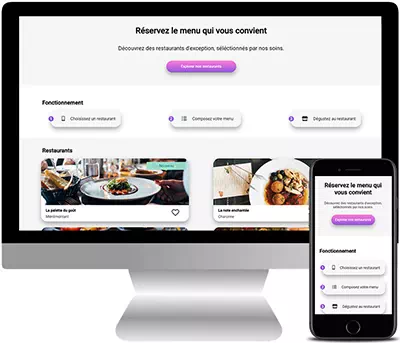 Réservez le menu qui vous convient
Découvrez des restaurants d'exception, sélectionnés par nos soins.
Explorer nos restaurants
Fonctionnement
1 Choisissez un restaurant
2 Composez votre menu
3 Dégustez au restaurant
Restaurants
La palette du goût
Ménilmontant
La note enchantée
Charonne
Réservez le menu qui
vous convient
Découvrez des restaurants d'exception,
sélectionnés par nos soins.
Explorer nos restaurants
Fonctionnement
1 Choisissez un restaurant
2 Composez votre menu
3 Dégustez au restaurant